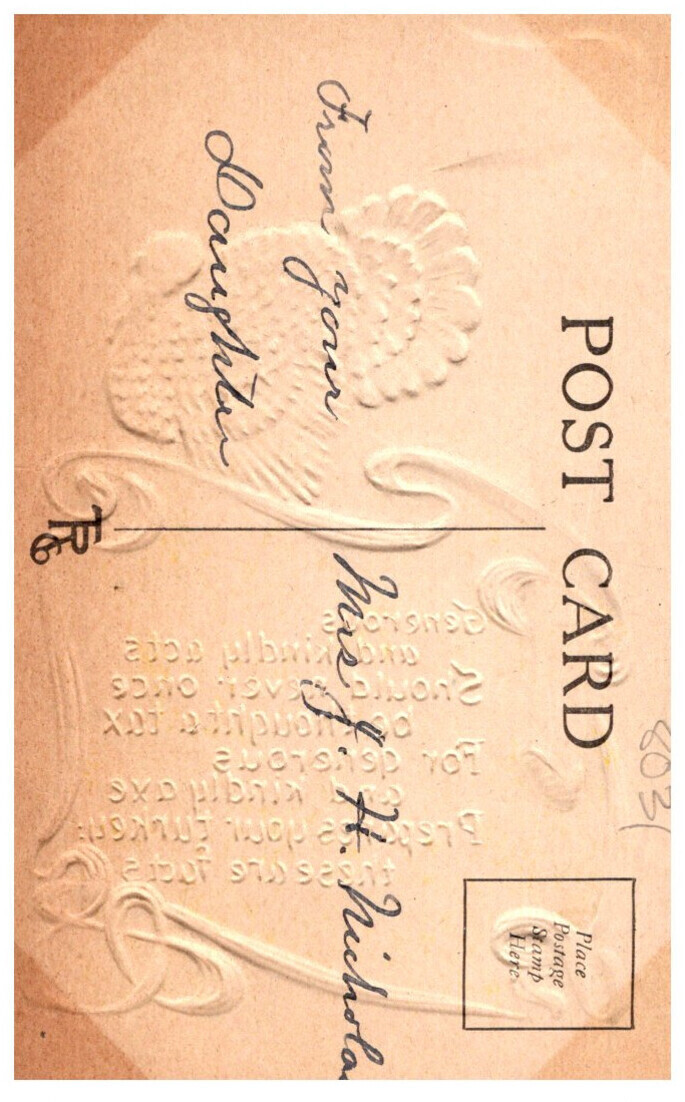 POST CARD
Place
Postage
Stamp
Here
8031
From your
Daughter
Mrs J. H. Nichola
Generous
and kindly acts
Should never once
be thought a tax
For generous
and kindly axe
Prepares your turkey:
these are facts